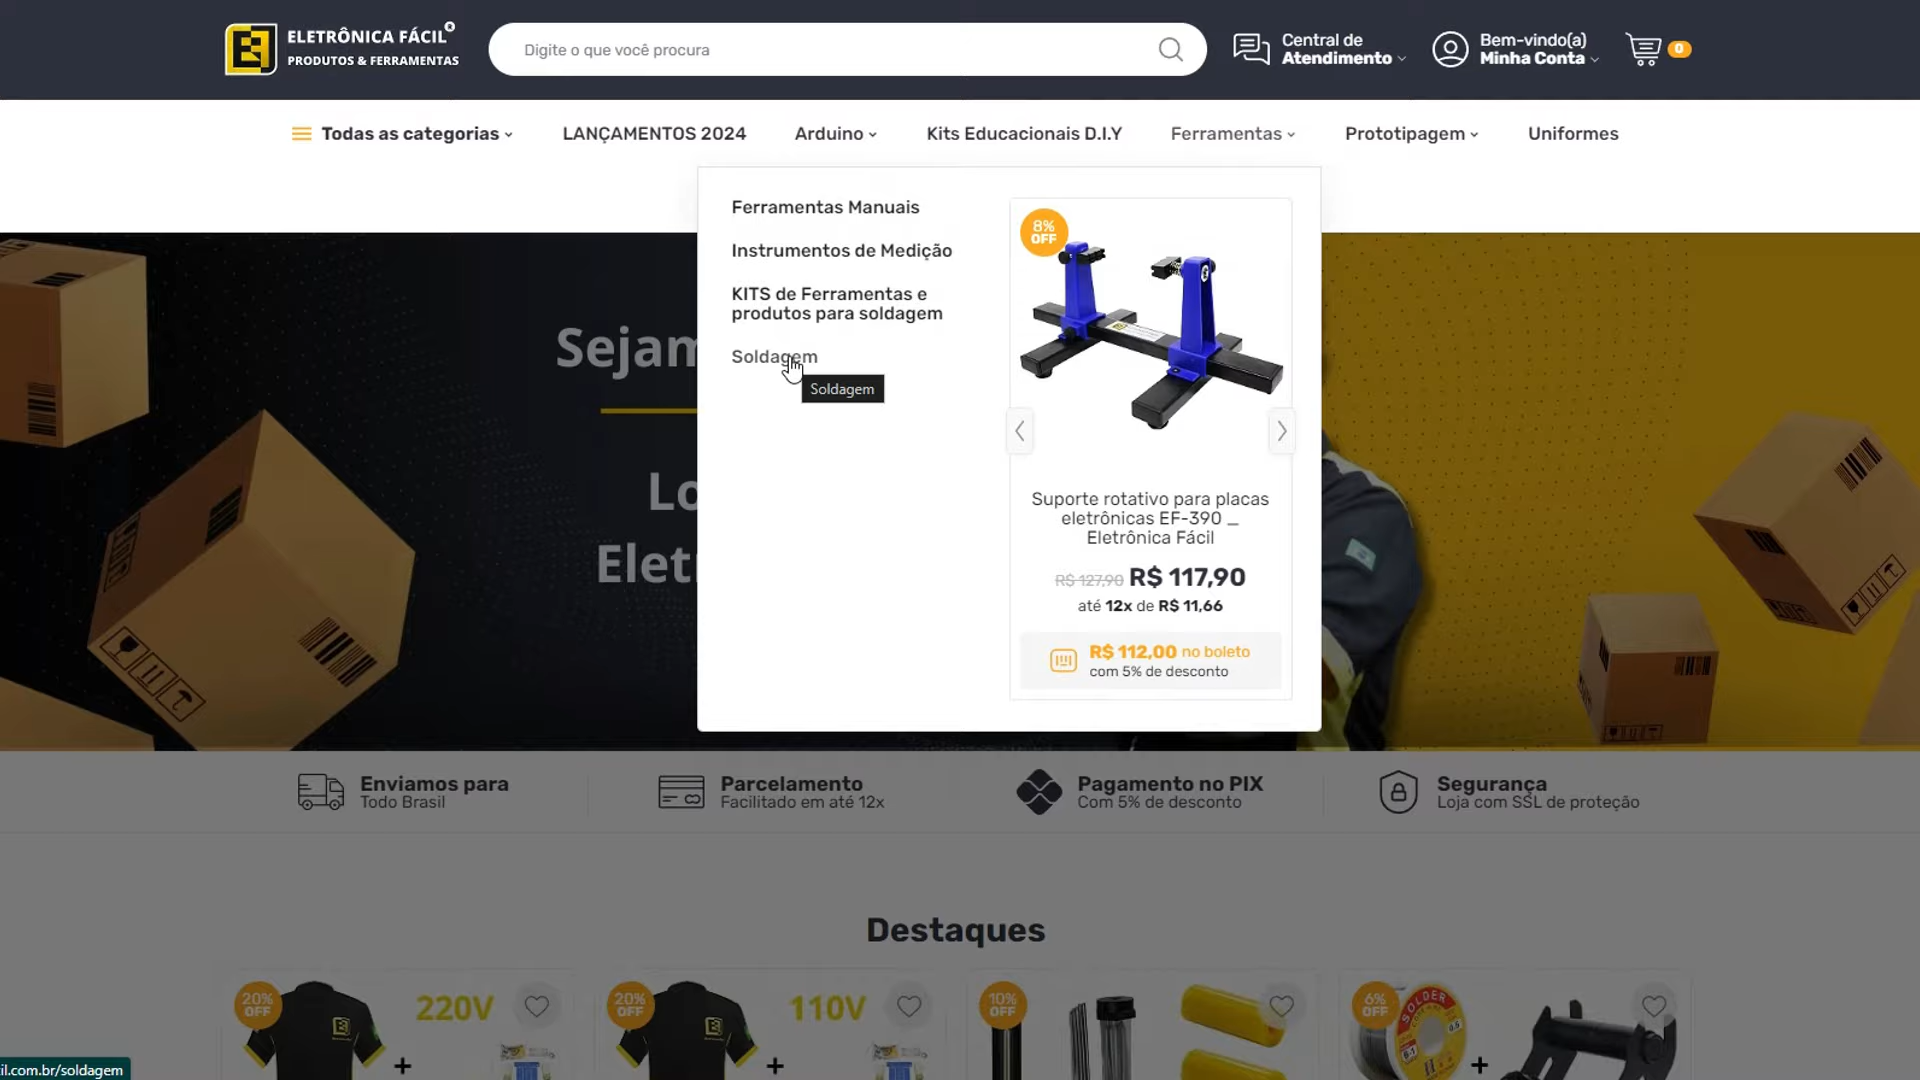 ELETRÔNICA FÁCIL®
PRODUTOS & FERRAMENTAS
Digite o que você procura
Central de
Atendimento
Bem-vindo(a)
Minha Conta
0
Todas as categorias
LANÇAMENTOS 2024
Arduino
Kits Educacionais D.I.Y
Ferramentas
Prototipagem
Uniformes
Ferramentas Manuais
Instrumentos de Medição
KITS de Ferramentas e
produtos para soldagem
Soldagem
Soldagem
8%
OFF
Suporte rotativo para placas
eletrônicas EF-390 _
Eletrônica Fácil
R$ 127,90 R$ 117,90
até 12x de R$ 11,66
R$ 112,00 no boleto
com 5% de desconto
Sejam
Lo
Elet
Enviamos para
Todo Brasil
Parcelamento
Facilitado em até 12x
Pagamento no PIX
Com 5% de desconto
Segurança
Loja com SSL de proteção
Destaques
20%
OFF
220V
+
20%
OFF
110V
+
10%
OFF
6%
OFF
SOLDER
+
il.com.br/soldagem